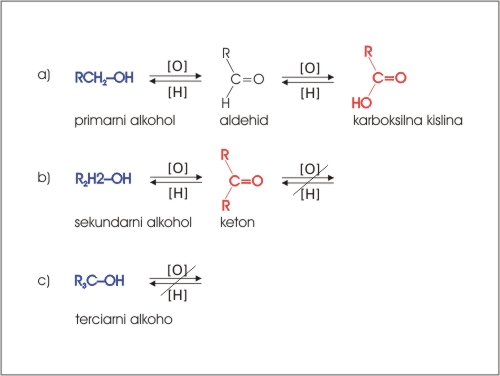 a) RCH₂–OH [O] [H] R C=O H [O] [H] R C=O HO
primarni alkohol aldehid karboksilna kislina
b) R₂H2–OH [O] [H] R C=O R [O] [H]
sekundarni alkohol keton
c) R₃C–OH [O] [H]
terciarni alkoho